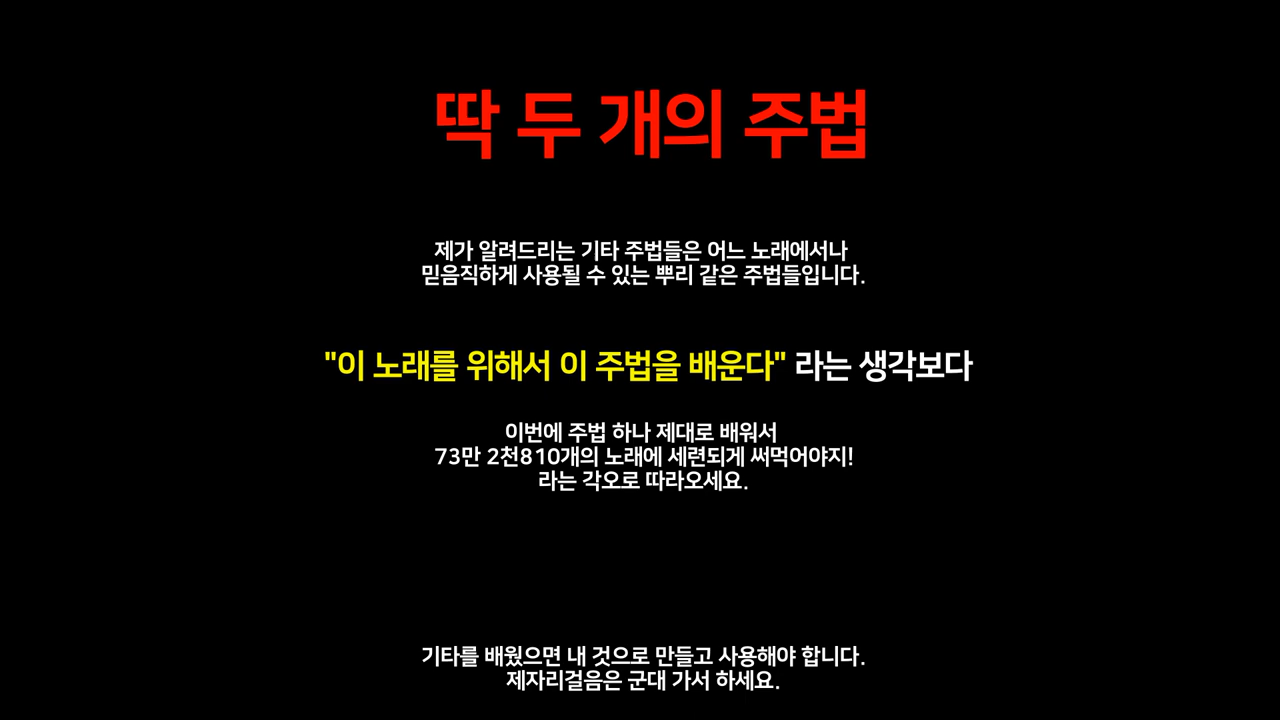 딱 두 개의 주법
제가 알려드리는 기타 주법들은 어느 노래에서나
믿음직하게 사용될 수 있는 뿌리 같은 주법들입니다.
"이 노래를 위해서 이 주법을 배운다" 라는 생각보다
이번에 주법 하나 제대로 배워서
73만 2천810개의 노래에 세련되게 써먹어야지!
라는 각오로 따라오세요.
기타를 배웠으면 내 것으로 만들고 사용해야 합니다.
제자리걸음은 군대 가서 하세요.